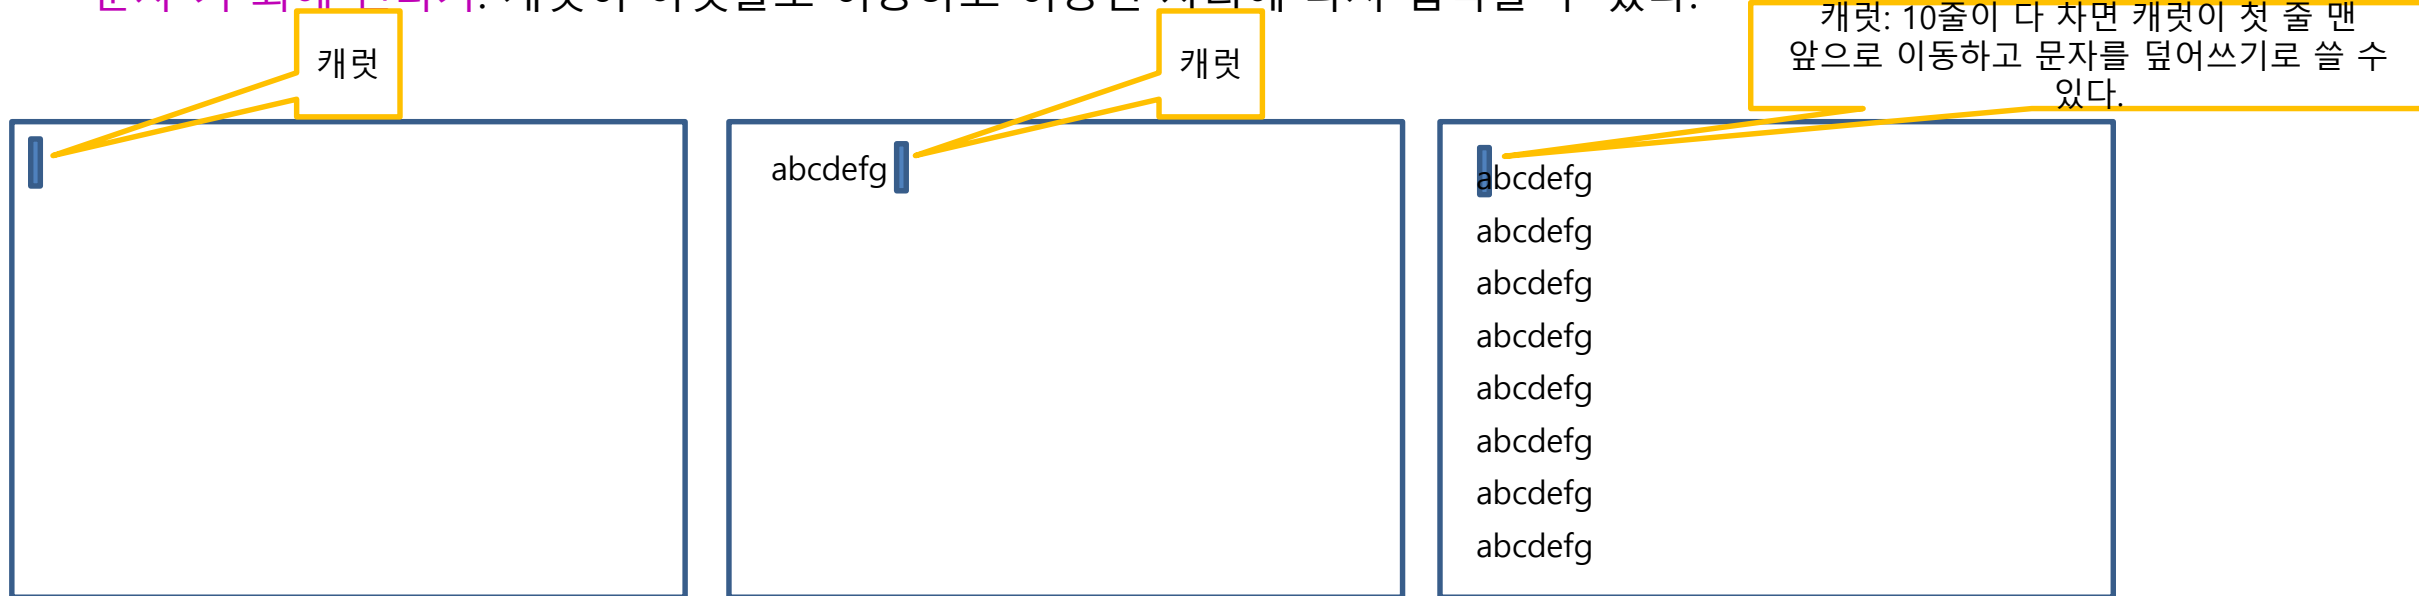 캐럿
캐럿
캐럿: 10줄이 다 차면 캐럿이 첫 줄 맨
앞으로 이동하고 문자를 덮어쓰기로 쓸 수
있다.
abcdefg
abcdefg
abcdefg
abcdefg
abcdefg
abcdefg
abcdefg
abcdefg
abcdefg